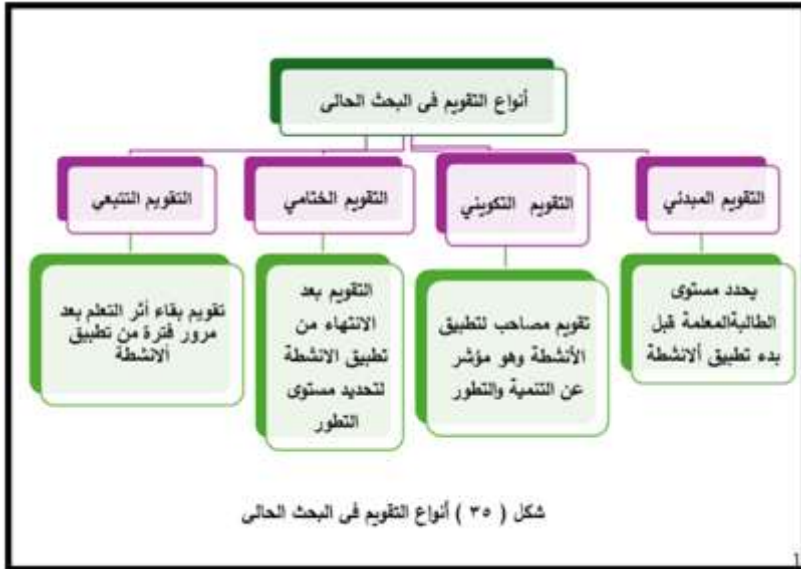 أنواع التقويم فى البحث الحالى
التقويم المبدئي
التقويم التكويني
التقويم الختامي
التقويم التتبعي
يحدد مستوى
الطالبةالمعلمة قبل
بدء تطبيق ألانشطة
تقويم مصاحب لتطبيق
الأنشطة وهو مؤشر
عن التنمية والتطور
التقويم بعد
الانتهاء من
تطبيق الانشطة
لتحديد مستوى
التطور
تقويم بقاء أثر التعلم بعد
مرور فترة من تطبيق
ألانشطة
شكل ( ٣٥ ) أنواع التقويم فى البحث الحالى
1